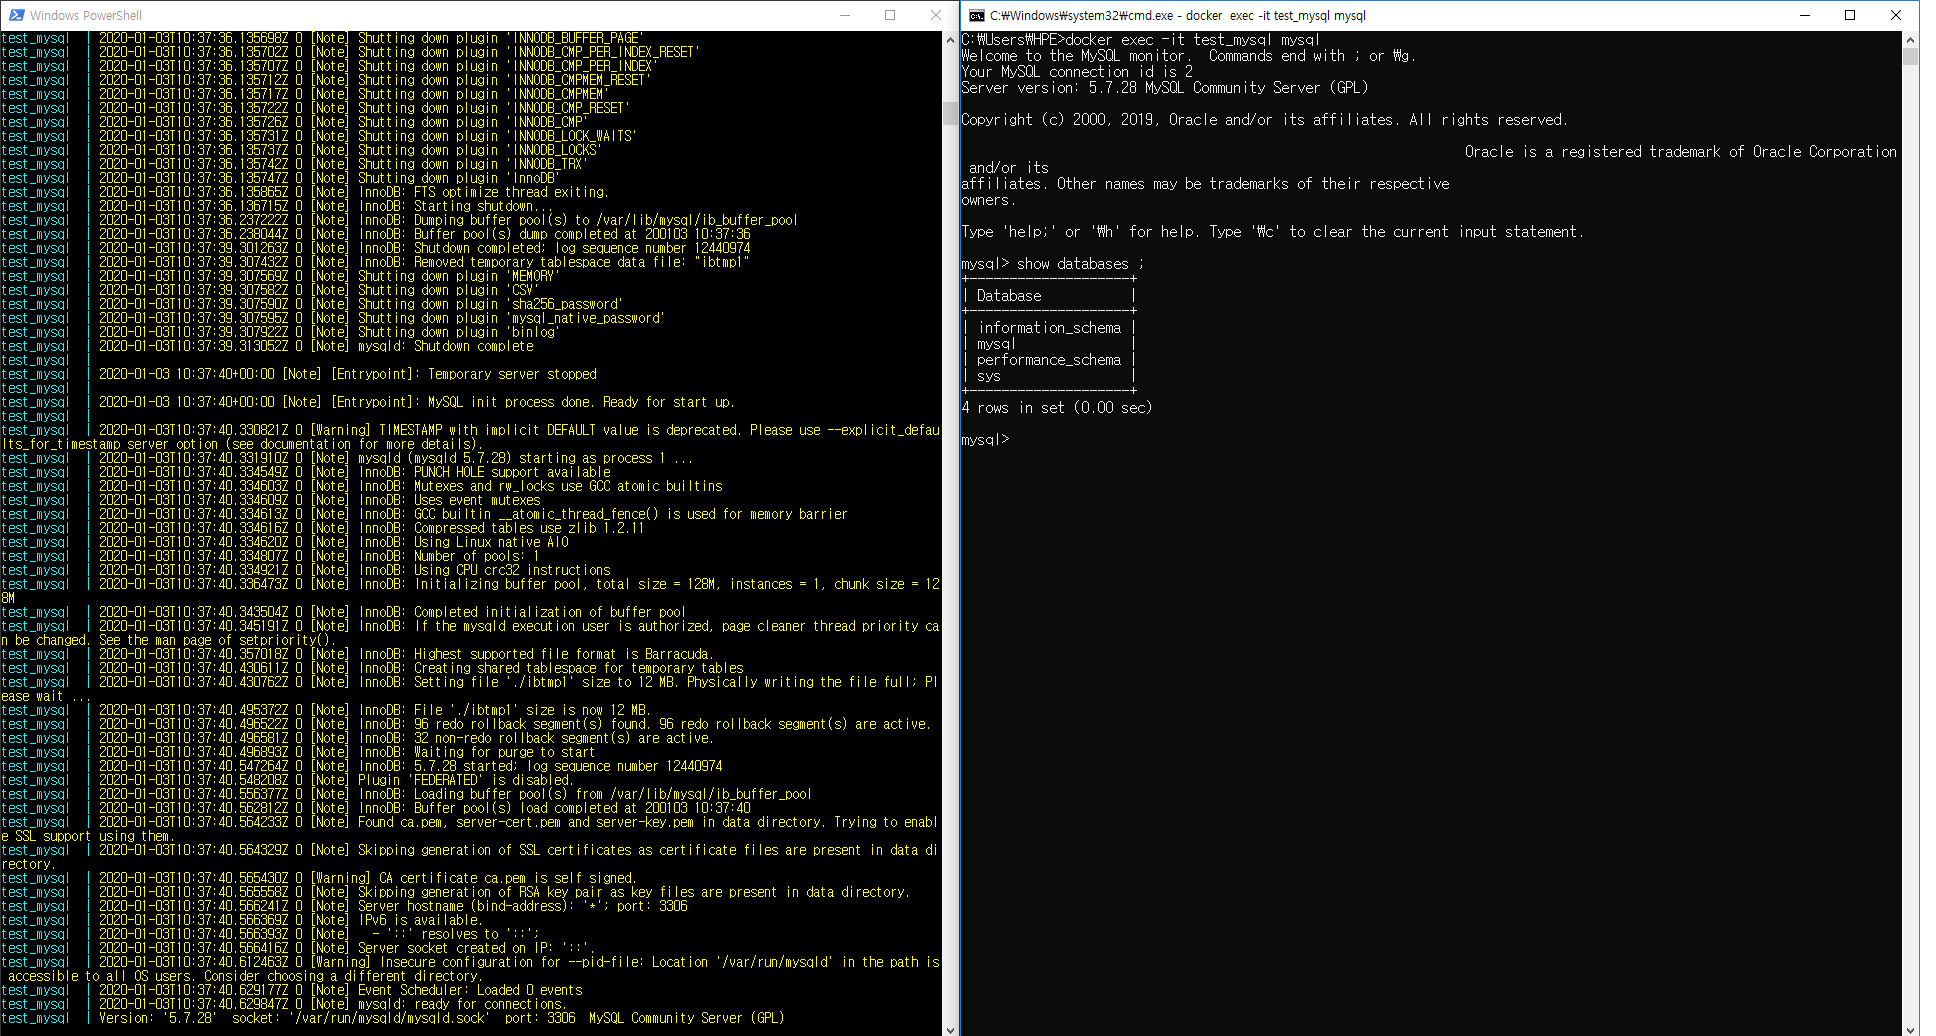 Windows PowerShell
test_mysql | 2020-01-03T10:37:36.135698Z 0 [Note] Shutting down plugin 'INNODB_BUFFER_PAGE'
test_mysql | 2020-01-03T10:37:36.135702Z 0 [Note] Shutting down plugin 'INNODB_CMP_PER_INDEX_RESET'
test_mysql | 2020-01-03T10:37:36.135707Z 0 [Note] Shutting down plugin 'INNODB_CMP_PER_INDEX'
test_mysql | 2020-01-03T10:37:36.135712Z 0 [Note] Shutting down plugin 'INNODB_CMPMEM_RESET'
test_mysql | 2020-01-03T10:37:36.135717Z 0 [Note] Shutting down plugin 'INNODB_CMPMEM'
test_mysql | 2020-01-03T10:37:36.135722Z 0 [Note] Shutting down plugin 'INNODB_CMP_RESET'
test_mysql | 2020-01-03T10:37:36.135726Z 0 [Note] Shutting down plugin 'INNODB_CMP'
test_mysql | 2020-01-03T10:37:36.135731Z 0 [Note] Shutting down plugin 'INNODB_LOCK_WAITS'
test_mysql | 2020-01-03T10:37:36.135737Z 0 [Note] Shutting down plugin 'INNODB_LOCKS'
test_mysql | 2020-01-03T10:37:36.135742Z 0 [Note] Shutting down plugin 'INNODB_TRX'
test_mysql | 2020-01-03T10:37:36.135747Z 0 [Note] Shutting down plugin 'InnoDB'
test_mysql | 2020-01-03T10:37:36.135865Z 0 [Note] InnoDB: FTS optimize thread exiting.
test_mysql | 2020-01-03T10:37:36.136715Z 0 [Note] InnoDB: Starting shutdown...
test_mysql | 2020-01-03T10:37:36.237222Z 0 [Note] InnoDB: Dumping buffer pool(s) to /var/lib/mysql/ib_buffer_pool
test_mysql | 2020-01-03T10:37:36.238044Z 0 [Note] InnoDB: Buffer pool(s) dump completed at 200103 10:37:36
test_mysql | 2020-01-03T10:37:39.301263Z 0 [Note] InnoDB: Shutdown completed; log sequence number 12440974
test_mysql | 2020-01-03T10:37:39.307432Z 0 [Note] InnoDB: Removed temporary tablespace data file: "ibtmp1"
test_mysql | 2020-01-03T10:37:39.307569Z 0 [Note] Shutting down plugin 'MEMORY'
test_mysql | 2020-01-03T10:37:39.307582Z 0 [Note] Shutting down plugin 'CSV'
test_mysql | 2020-01-03T10:37:39.307590Z 0 [Note] Shutting down plugin 'sha256_password'
test_mysql | 2020-01-03T10:37:39.307595Z 0 [Note] Shutting down plugin 'mysql_native_password'
test_mysql | 2020-01-03T10:37:39.307922Z 0 [Note] Shutting down plugin 'binlog'
test_mysql | 2020-01-03T10:37:39.313052Z 0 [Note] mysqld: Shutdown complete
test_mysql |
test_mysql | 2020-01-03 10:37:40+00:00 [Note] [Entrypoint]: Temporary server stopped
test_mysql |
test_mysql | 2020-01-03 10:37:40+00:00 [Note] [Entrypoint]: MySQL init process done. Ready for start up.
test_mysql |
test_mysql | 2020-01-03T10:37:40.330821Z 0 [Warning] TIMESTAMP with implicit DEFAULT value is deprecated. Please use --explicit_defau
lts_for_timestamp server option (see documentation for more details).
test_mysql | 2020-01-03T10:37:40.331910Z 0 [Note] mysqld (mysqld 5.7.28) starting as process 1 ...
test_mysql | 2020-01-03T10:37:40.334549Z 0 [Note] InnoDB: PUNCH HOLE support available
test_mysql | 2020-01-03T10:37:40.334603Z 0 [Note] InnoDB: Mutexes and rw_locks use GCC atomic builtins
test_mysql | 2020-01-03T10:37:40.334609Z 0 [Note] InnoDB: Uses event mutexes
test_mysql | 2020-01-03T10:37:40.334613Z 0 [Note] InnoDB: GCC builtin __atomic_thread_fence() is used for memory barrier
test_mysql | 2020-01-03T10:37:40.334616Z 0 [Note] InnoDB: Compressed tables use zlib 1.2.11
test_mysql | 2020-01-03T10:37:40.334620Z 0 [Note] InnoDB: Using Linux native AIO
test_mysql | 2020-01-03T10:37:40.334807Z 0 [Note] InnoDB: Number of pools: 1
test_mysql | 2020-01-03T10:37:40.334921Z 0 [Note] InnoDB: Using CPU crc32 instructions
test_mysql | 2020-01-03T10:37:40.336473Z 0 [Note] InnoDB: Initializing buffer pool, total size = 128M, instances = 1, chunk size = 12
8M
test_mysql | 2020-01-03T10:37:40.343504Z 0 [Note] InnoDB: Completed initialization of buffer pool
test_mysql | 2020-01-03T10:37:40.345191Z 0 [Note] InnoDB: If the mysqld execution user is authorized, page cleaner thread priority ca
n be changed. See the man page of setpriority().
test_mysql | 2020-01-03T10:37:40.357018Z 0 [Note] InnoDB: Highest supported file format is Barracuda.
test_mysql | 2020-01-03T10:37:40.430611Z 0 [Note] InnoDB: Creating shared tablespace for temporary tables
test_mysql | 2020-01-03T10:37:40.430762Z 0 [Note] InnoDB: Setting file './ibtmp1' size to 12 MB. Physically writing the file full; Pl
ease wait ...
test_mysql | 2020-01-03T10:37:40.495372Z 0 [Note] InnoDB: File './ibtmp1' size is now 12 MB.
test_mysql | 2020-01-03T10:37:40.496522Z 0 [Note] InnoDB: 96 redo rollback segment(s) found. 96 redo rollback segment(s) are active.
test_mysql | 2020-01-03T10:37:40.496581Z 0 [Note] InnoDB: 32 non-redo rollback segment(s) are active.
test_mysql | 2020-01-03T10:37:40.496893Z 0 [Note] InnoDB: Waiting for purge to start
test_mysql | 2020-01-03T10:37:40.547264Z 0 [Note] InnoDB: 5.7.28 started; log sequence number 12440974
test_mysql | 2020-01-03T10:37:40.548208Z 0 [Note] Plugin 'FEDERATED' is disabled.
test_mysql | 2020-01-03T10:37:40.556377Z 0 [Note] InnoDB: Loading buffer pool(s) from /var/lib/mysql/ib_buffer_pool
test_mysql | 2020-01-03T10:37:40.562812Z 0 [Note] InnoDB: Buffer pool(s) load completed at 200103 10:37:40
test_mysql | 2020-01-03T10:37:40.564233Z 0 [Note] Found ca.pem, server-cert.pem and server-key.pem in data directory. Trying to enabl
e SSL support using them.
test_mysql | 2020-01-03T10:37:40.564329Z 0 [Note] Skipping generation of SSL certificates as certificate files are present in data di
rectory.
test_mysql | 2020-01-03T10:37:40.565430Z 0 [Warning] CA certificate ca.pem is self signed.
test_mysql | 2020-01-03T10:37:40.565558Z 0 [Note] Skipping generation of RSA key pair as key files are present in data directory.
test_mysql | 2020-01-03T10:37:40.566241Z 0 [Note] Server hostname (bind-address): '*'; port: 3306
test_mysql | 2020-01-03T10:37:40.566369Z 0 [Note] IPv6 is available.
test_mysql | 2020-01-03T10:37:40.566393Z 0 [Note]   - '::' resolves to '::';
test_mysql | 2020-01-03T10:37:40.566416Z 0 [Note] Server socket created on IP: '::'.
test_mysql | 2020-01-03T10:37:40.612463Z 0 [Warning] Insecure configuration for --pid-file: Location '/var/run/mysqld' in the path is
 accessible to all OS users. Consider choosing a different directory.
test_mysql | 2020-01-03T10:37:40.629177Z 0 [Note] Event Scheduler: Loaded 0 events
test_mysql | 2020-01-03T10:37:40.629847Z 0 [Note] mysqld: ready for connections.
test_mysql | Version: '5.7.28'  socket: '/var/run/mysqld/mysqld.sock'  port: 3306  MySQL Community Server (GPL)
C:₩Windows₩system32₩cmd.exe - docker  exec -it test_mysql mysql
C:₩Users₩HPE>docker exec -it test_mysql mysql
Welcome to the MySQL monitor.  Commands end with ; or ₩g.
Your MySQL connection id is 2
Server version: 5.7.28 MySQL Community Server (GPL)
Copyright (c) 2000, 2019, Oracle and/or its affiliates. All rights reserved.
Oracle is a registered trademark of Oracle Corporation
 and/or its
affiliates. Other names may be trademarks of their respective
owners.
Type 'help;' or '₩h' for help. Type '₩c' to clear the current input statement.
mysql> show databases ;
+--------------------+
| Database           |
+--------------------+
| information_schema |
| mysql              |
| performance_schema |
| sys                |
+--------------------+
4 rows in set (0.00 sec)
mysql>